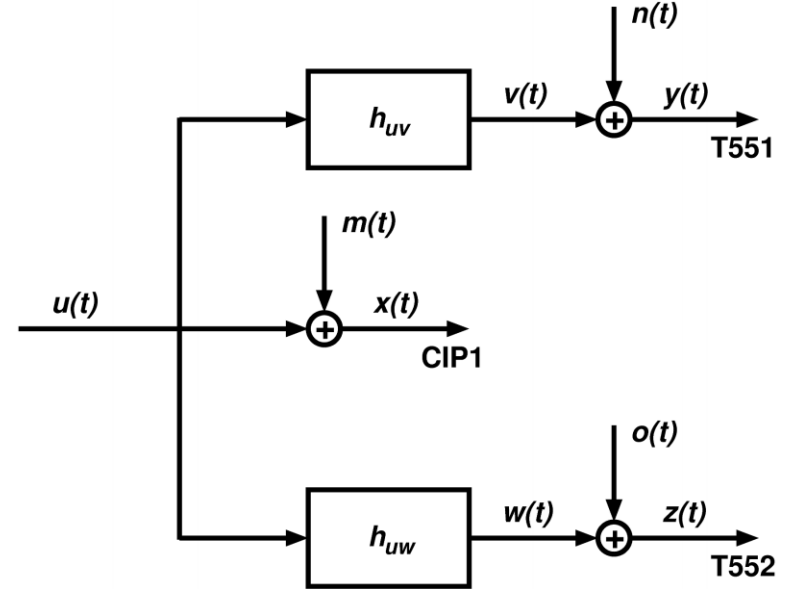 n(t)
v(t) y(t)
h_uv
T551
m(t)
u(t) x(t)
CIP1
o(t)
w(t) z(t)
h_uw
T552